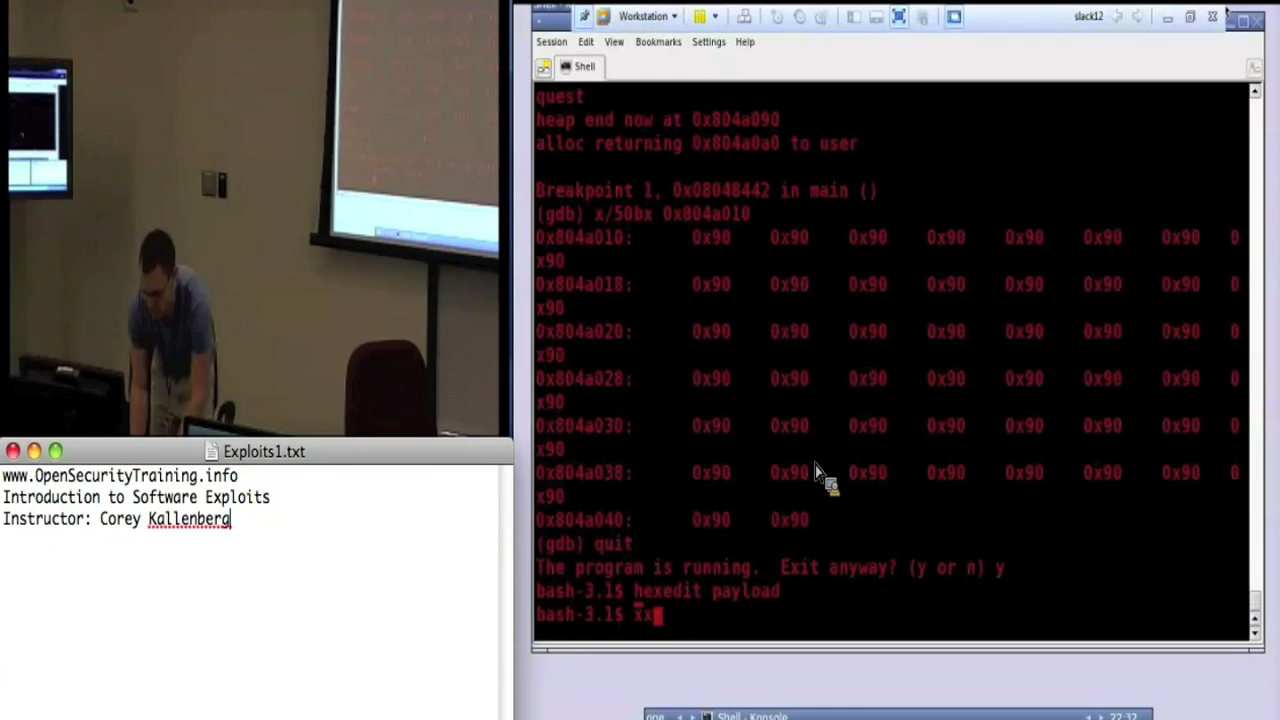 Workstation
slack12
Session Edit View Bookmarks Settings Help
Shell
quest
heap end now at 0x804a090
alloc returning 0x804a0a0 to user
Breakpoint 1, 0x08048442 in main ()
(gdb) x/50bx 0x804a010
0x804a010: 0x90 0x90 0x90 0x90 0x90 0x90 0x90 0
x90
0x804a018: 0x90 0x90 0x90 0x90 0x90 0x90 0x90 0
x90
0x804a020: 0x90 0x90 0x90 0x90 0x90 0x90 0x90 0
x90
0x804a028: 0x90 0x90 0x90 0x90 0x90 0x90 0x90 0
x90
0x804a030: 0x90 0x90 0x90 0x90 0x90 0x90 0x90 0
x90
0x804a038: 0x90 0x90 0x90 0x90 0x90 0x90 0x90 0
x90
0x804a040: 0x90 0x90
(gdb) quit
The program is running. Exit anyway? (y or n) y
bash-3.1$ hexedit payload
bash-3.1$ xx
Shell - Konsole
22:32
Exploits1.txt
www.OpenSecurityTraining.info
Introduction to Software Exploits
Instructor: Corey Kallenberg